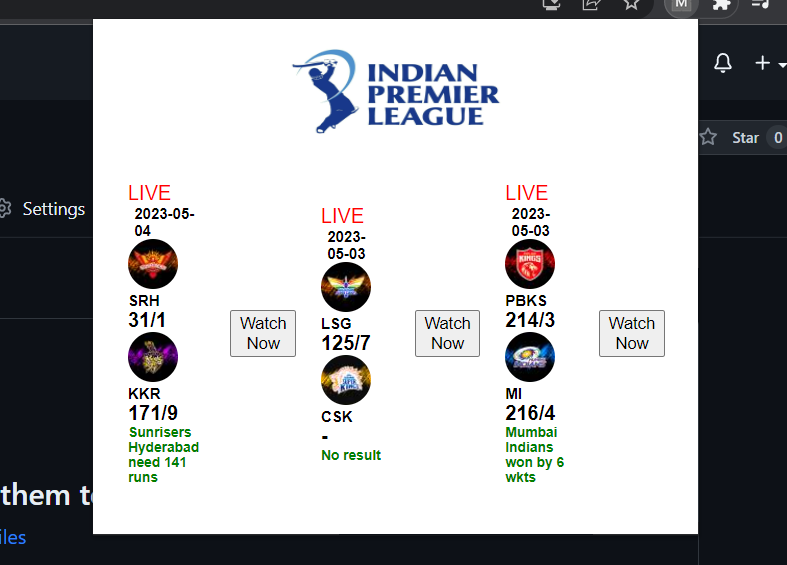 M
INDIAN
PREMIER
LEAGUE
Star 0
Settings
LIVE
2023-05-
04
SRH
31/1
KKR
171/9
Sunrisers
Hyderabad
need 141
runs
Watch
Now
LIVE
2023-
05-03
LSG
125/7
CSK
-
No result
Watch
Now
LIVE
2023-
05-03
KINGS
PBKS
214/3
MI
216/4
Mumbai
Indians
won by 6
wkts
Watch
Now
them t
iles